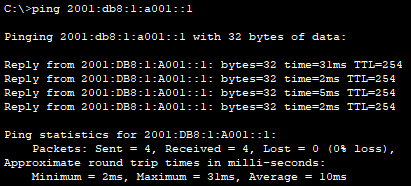 C:\>ping 2001:db8:1:a001::1
Pinging 2001:db8:1:a001::1 with 32 bytes of data:
Reply from 2001:DB8:1:A001::1: bytes=32 time=31ms TTL=254
Reply from 2001:DB8:1:A001::1: bytes=32 time=2ms TTL=254
Reply from 2001:DB8:1:A001::1: bytes=32 time=5ms TTL=254
Reply from 2001:DB8:1:A001::1: bytes=32 time=2ms TTL=254
Ping statistics for 2001:DB8:1:A001::1:
Packets: Sent = 4, Received = 4, Lost = 0 (0% loss),
Approximate round trip times in milli-seconds:
Minimum = 2ms, Maximum = 31ms, Average = 10ms